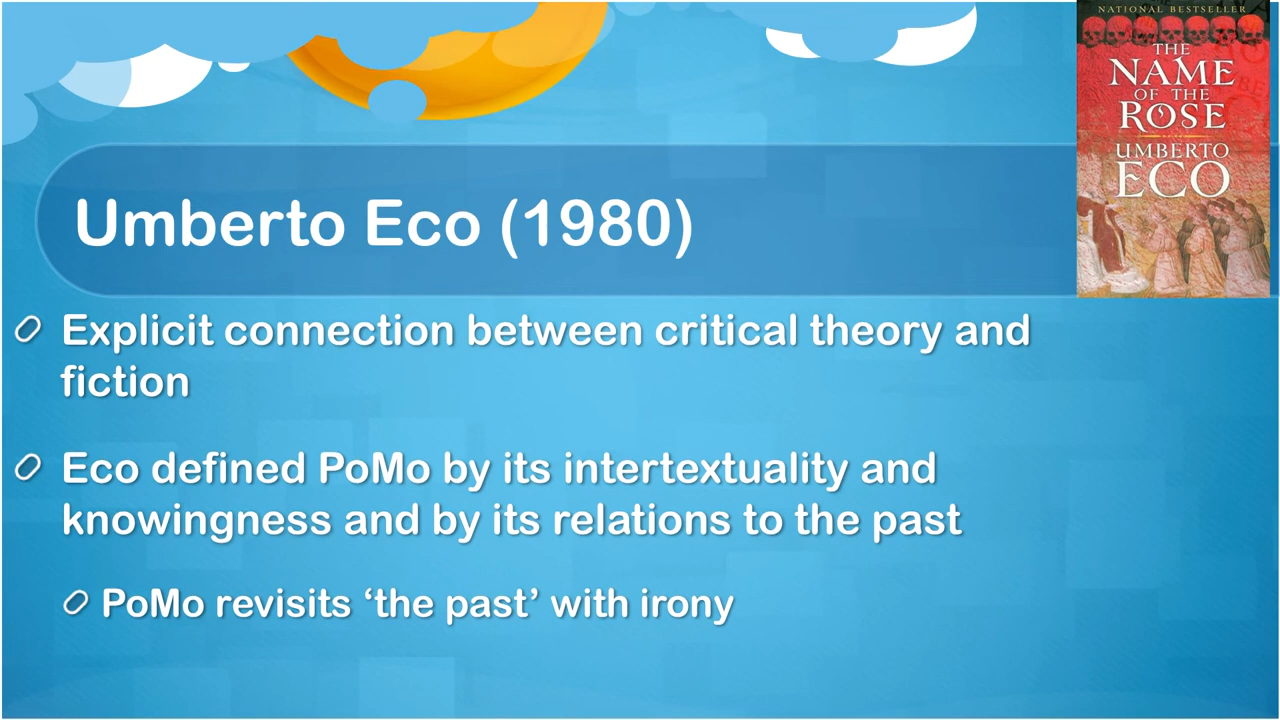 NATIONAL BESTSELLER
THE
NAME
OF THE
ROSE
UMBERTO
ECO
Umberto Eco (1980)
Explicit connection between critical theory and
fiction
Eco defined PoMo by its intertextuality and
knowingness and by its relations to the past
PoMo revisits ‘the past’ with irony